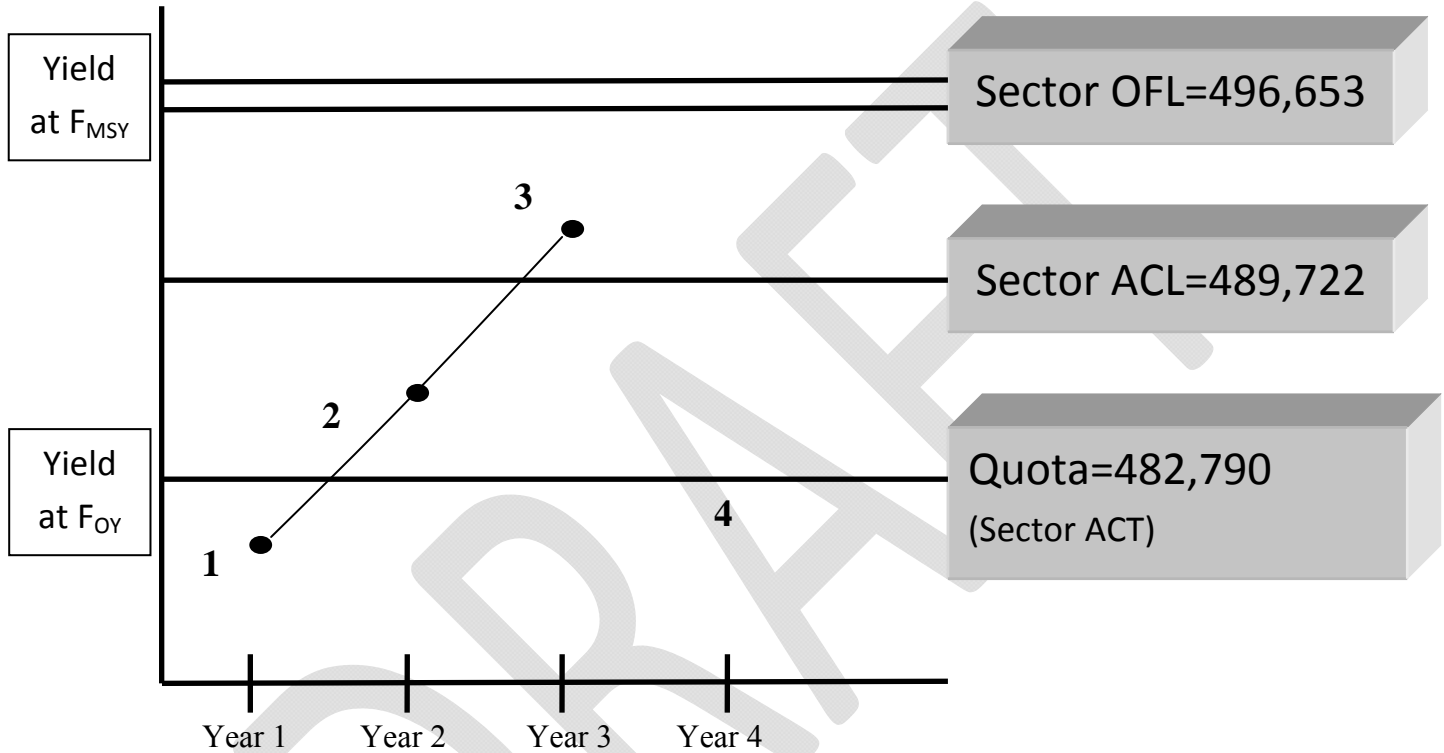 Yield
at FMSY
Sector OFL=496,653
3
Sector ACL=489,722
2
Yield
at FOY
Quota=482,790
(Sector ACT)
4
1
Year 1 Year 2 Year 3 Year 4
DRAFT